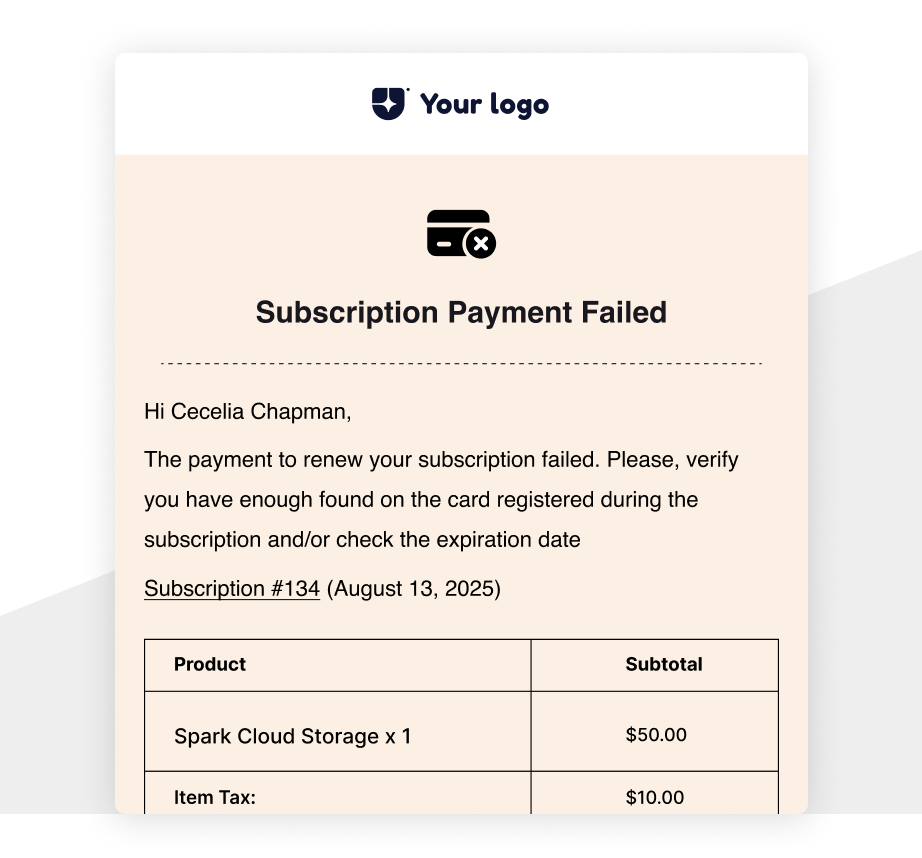 Your logo
Subscription Payment Failed
Hi Cecelia Chapman,
The payment to renew your subscription failed. Please, verify
you have enough found on the card registered during the
subscription and/or check the expiration date
Subscription #134 (August 13, 2025)
Product Subtotal
Spark Cloud Storage x 1 $50.00
Item Tax: $10.00